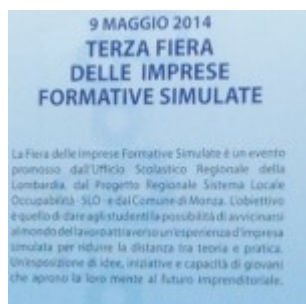 9 MAGGIO 2014
TERZA FIERA
DELLE IMPRESE
FORMATIVE SIMULATE
La Fiera delle Imprese Formative Simulate è un evento
promosso dall'Ufficio Scolastico Regionale della
Lombardia, dal Progetto Regionale Sistema Locale
Occupabilità - SLO - e dal Comune di Monza. L'obiettivo
è quello di dare agli studenti la possibilità di avvicinarsi
al mondo del lavoro attraverso un'esperienza d'impresa
simulata per ridurre la distanza tra teoria e pratica.
Un'esposizione di idee, iniziative e capacità di giovani
che aprono la loro mente al futuro imprenditoriale.